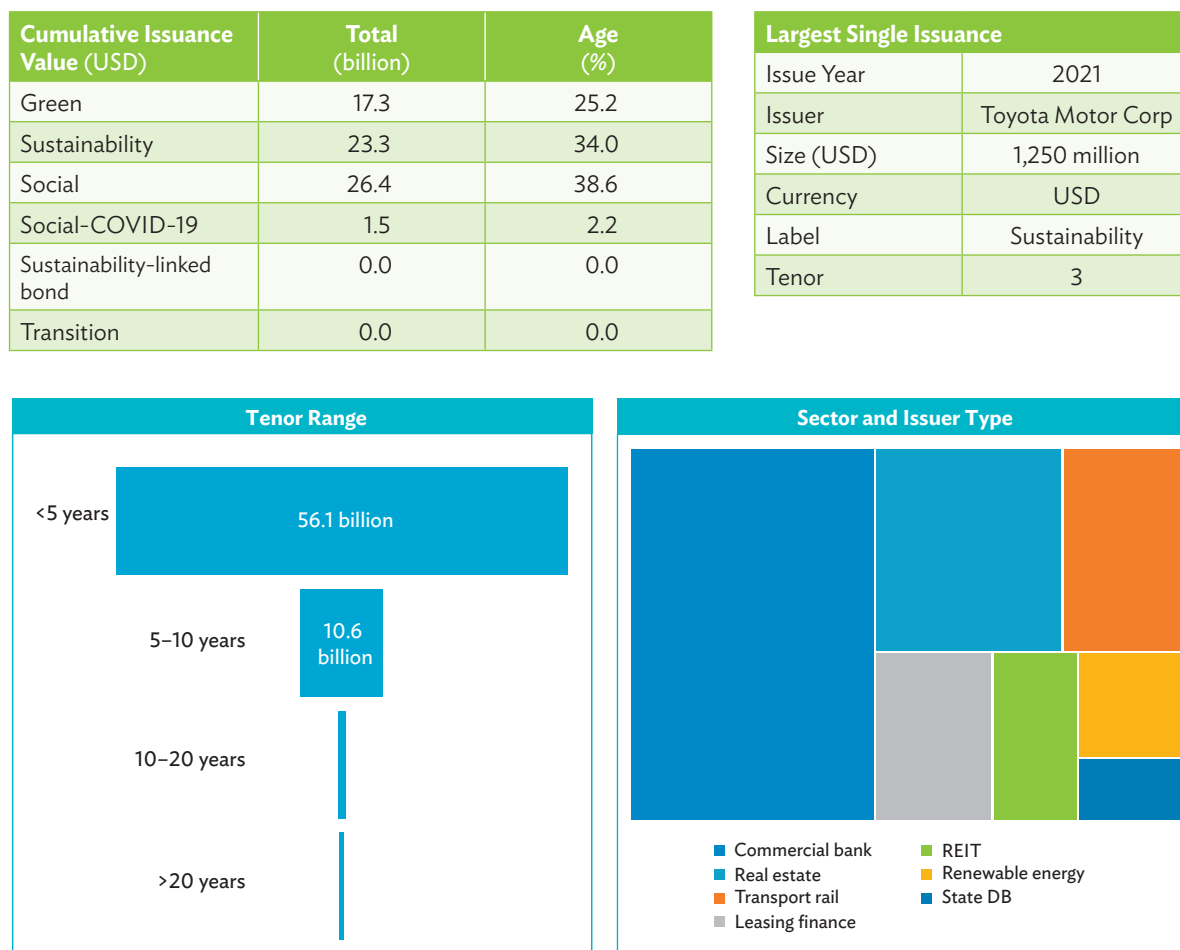 Cumulative Issuance Value (USD) Total (billion) Age (%)
Green 17.3 25.2
Sustainability 23.3 34.0
Social 26.4 38.6
Social-COVID-19 1.5 2.2
Sustainability-linked bond 0.0 0.0
Transition 0.0 0.0
Largest Single Issuance
Issue Year 2021
Issuer Toyota Motor Corp
Size (USD) 1,250 million
Currency USD
Label Sustainability
Tenor 3
Tenor Range
<5 years 56.1 billion
5–10 years 10.6 billion
10–20 years
>20 years
Sector and Issuer Type
Commercial bank
Real estate
Transport rail
Leasing finance
REIT
Renewable energy
State DB